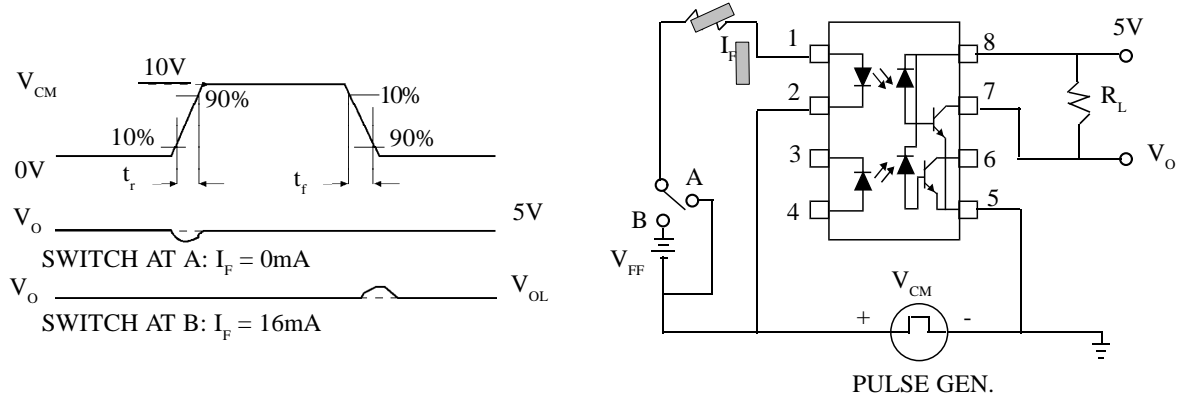 V_CM
10V
90%
10%
10%
90%
0V
t_r
t_f
V_O
5V
SWITCH AT A: I_F = 0mA
V_O
V_OL
SWITCH AT B: I_F = 16mA
I_F
1
8
5V
2
7
R_L
3
6
V_O
4
5
A
B
V_FF
V_CM
+
-
PULSE GEN.